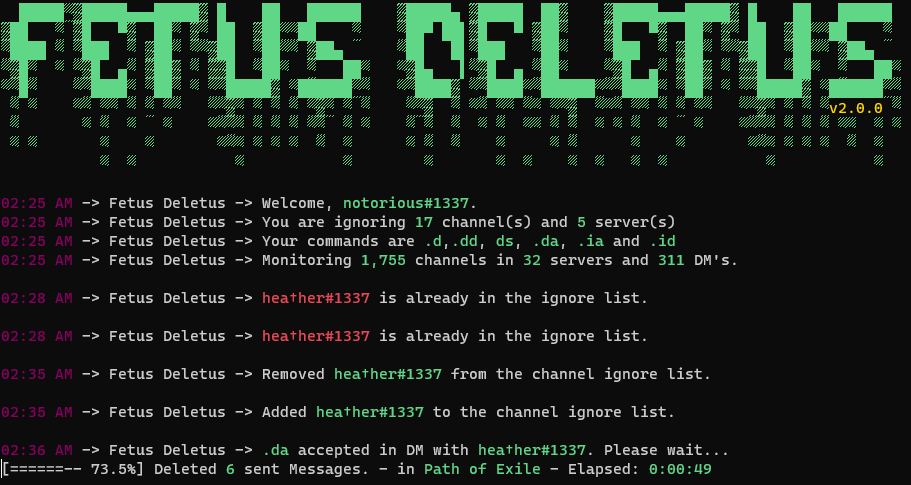 FETUS DELETUS
v2.0.0
02:25 AM -> Fetus Deletus -> Welcome, notorious#1337.
02:25 AM -> Fetus Deletus -> You are ignoring 17 channel(s) and 5 server(s)
02:25 AM -> Fetus Deletus -> Your commands are .d,.dd, ds, .da, .ia and .id
02:25 AM -> Fetus Deletus -> Monitoring 1,755 channels in 32 servers and 311 DM's.
02:28 AM -> Fetus Deletus -> hea†her#1337 is already in the ignore list.
02:28 AM -> Fetus Deletus -> hea†her#1337 is already in the ignore list.
02:35 AM -> Fetus Deletus -> Removed hea†her#1337 from the channel ignore list.
02:35 AM -> Fetus Deletus -> Added hea†her#1337 to the channel ignore list.
02:36 AM -> Fetus Deletus -> .da accepted in DM with hea†her#1337. Please wait...
[======-- 73.5%] Deleted 6 sent Messages. - in Path of Exile - Elapsed: 0:00:49